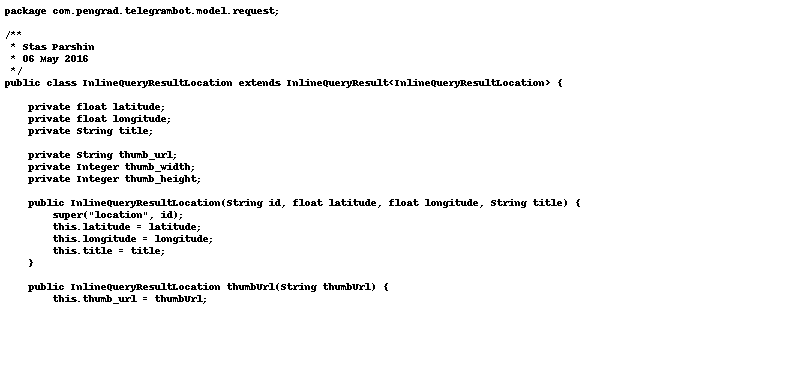 package com.pengrad.telegrambot.model.request;

/**
 * Stas Parshin
 * 06 May 2016
 */
public class InlineQueryResultLocation extends InlineQueryResult<InlineQueryResultLocation> {

    private float latitude;
    private float longitude;
    private String title;

    private String thumb_url;
    private Integer thumb_width;
    private Integer thumb_height;

    public InlineQueryResultLocation(String id, float latitude, float longitude, String title) {
        super("location", id);
        this.latitude = latitude;
        this.longitude = longitude;
        this.title = title;
    }

    public InlineQueryResultLocation thumbUrl(String thumbUrl) {
        this.thumb_url = thumbUrl;